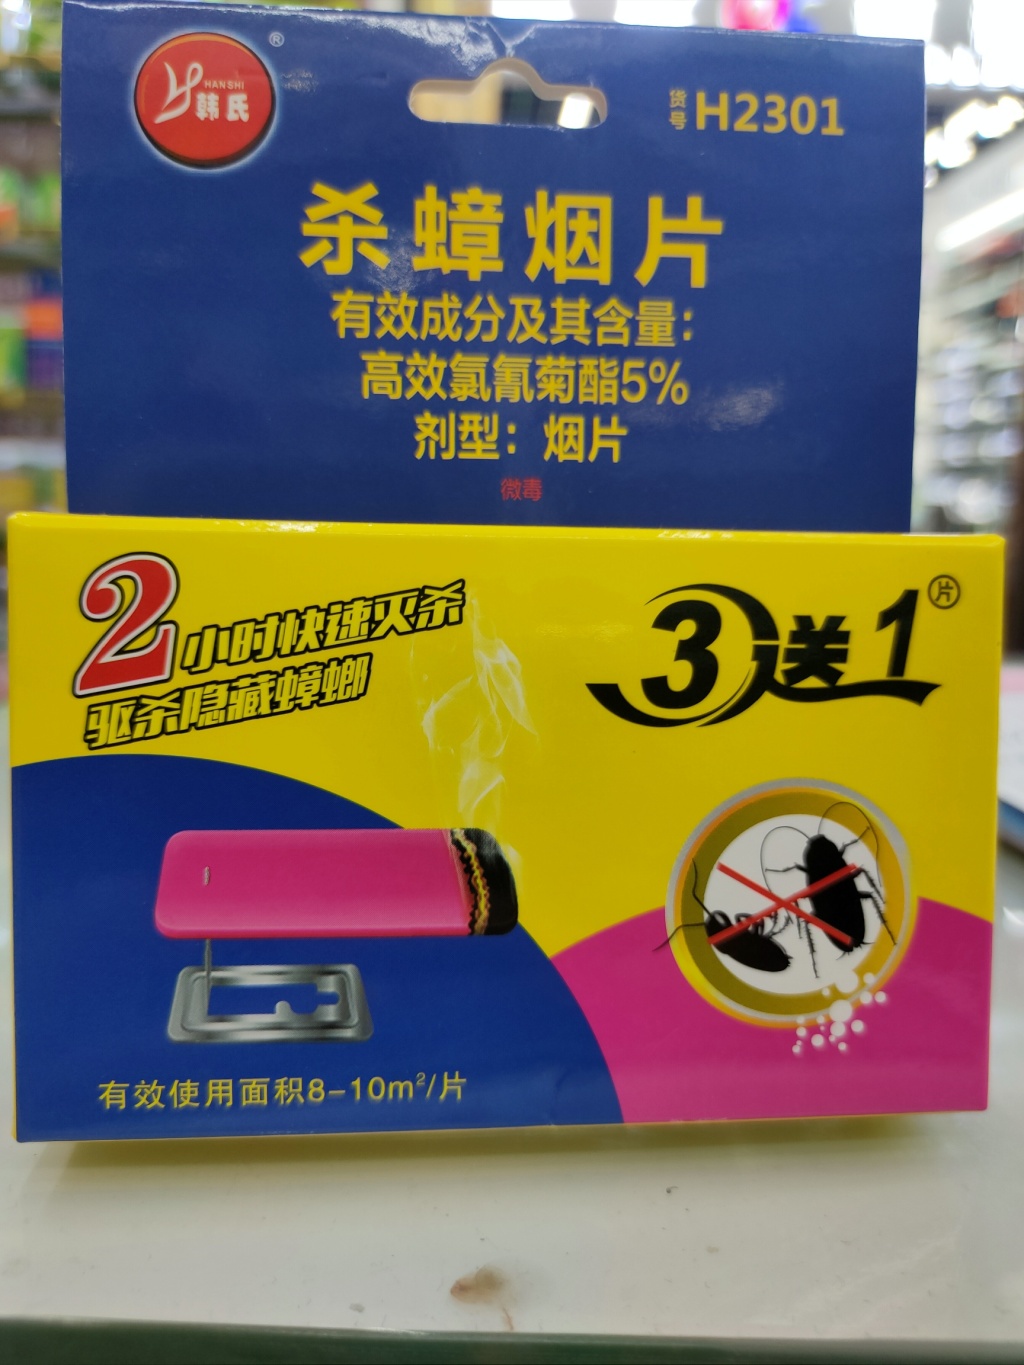 HANSHI
韩氏
®
货号 H2301
杀蟑烟片
有效成分及其含量：
高效氯氰菊酯5%
剂型：烟片
微毒
2小时快速灭杀
驱杀隐藏蟑螂
3送1片
有效使用面积8-10m²/片